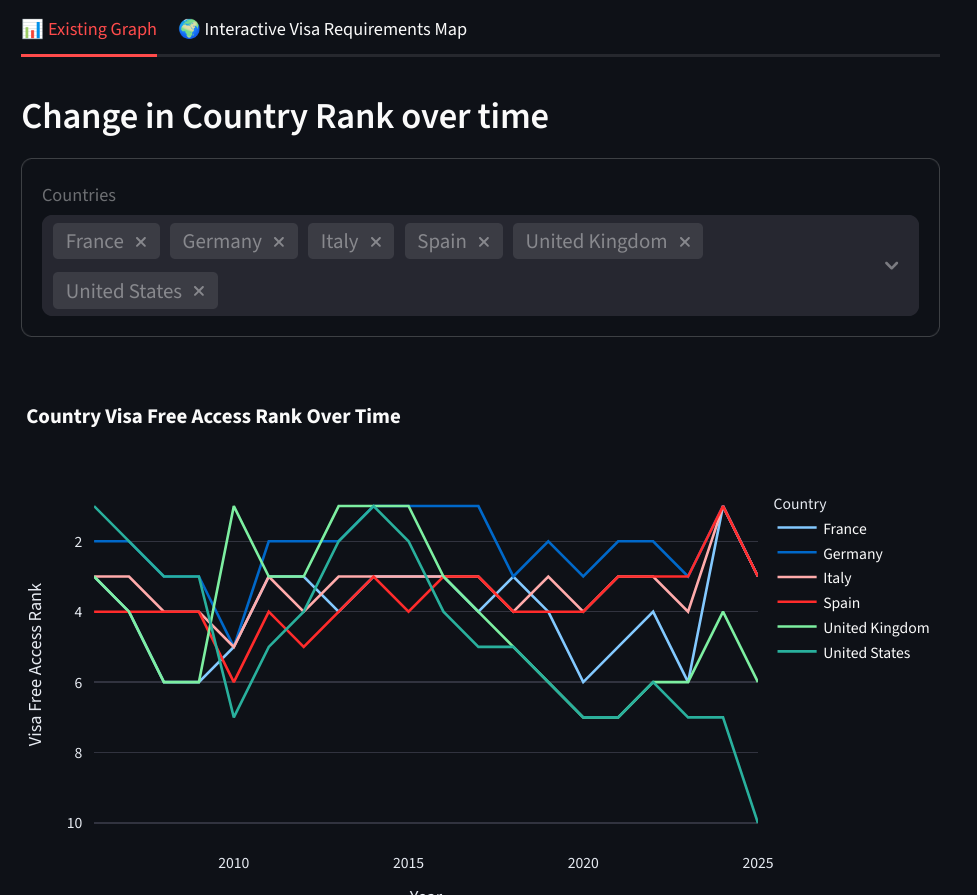 📊 Existing Graph 🌍 Interactive Visa Requirements Map
Change in Country Rank over time
Countries
France × Germany × Italy × Spain × United Kingdom ×
United States ×
Country Visa Free Access Rank Over Time
Country
France
Germany
Italy
Spain
United Kingdom
United States
Visa Free Access Rank
2
4
6
8
10
2010 2015 2020 2025
Year